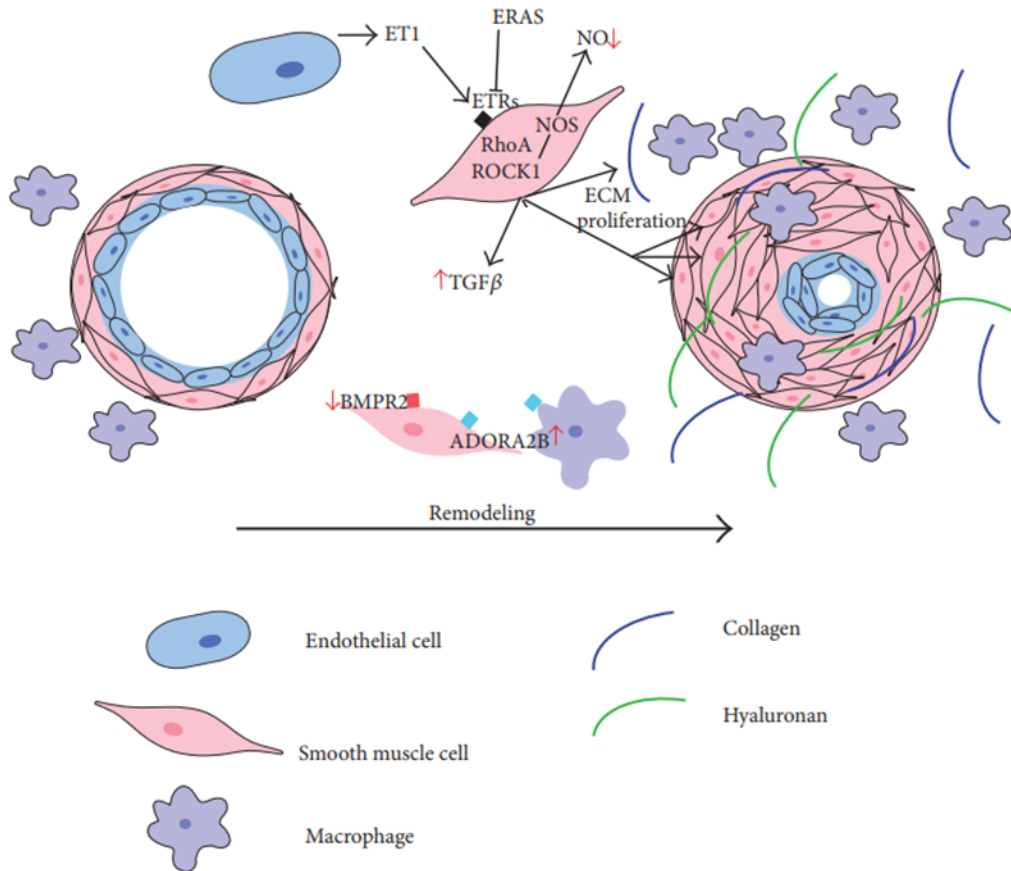 ERAS
ET1
NO↓
ETRs
NOS
RhoA
ROCK1
ECM
proliferation
↑TGFβ
↓BMPR2
ADORA2B↑
Remodeling
Endothelial cell
Collagen
Smooth muscle cell
Hyaluronan
Macrophage